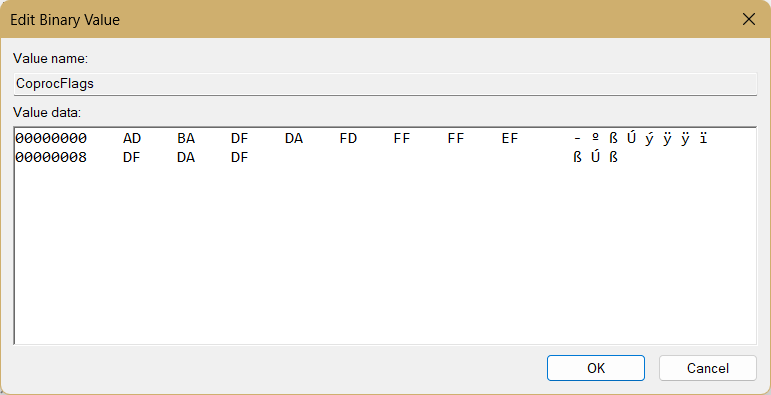 Edit Binary Value
Value name:
CoprocFlags
Value data:
00000000 AD BA DF DA FD FF FF EF - º ß Ú ý ÿ ÿ ï
00000008 DF DA DF ß Ú ß
OK Cancel